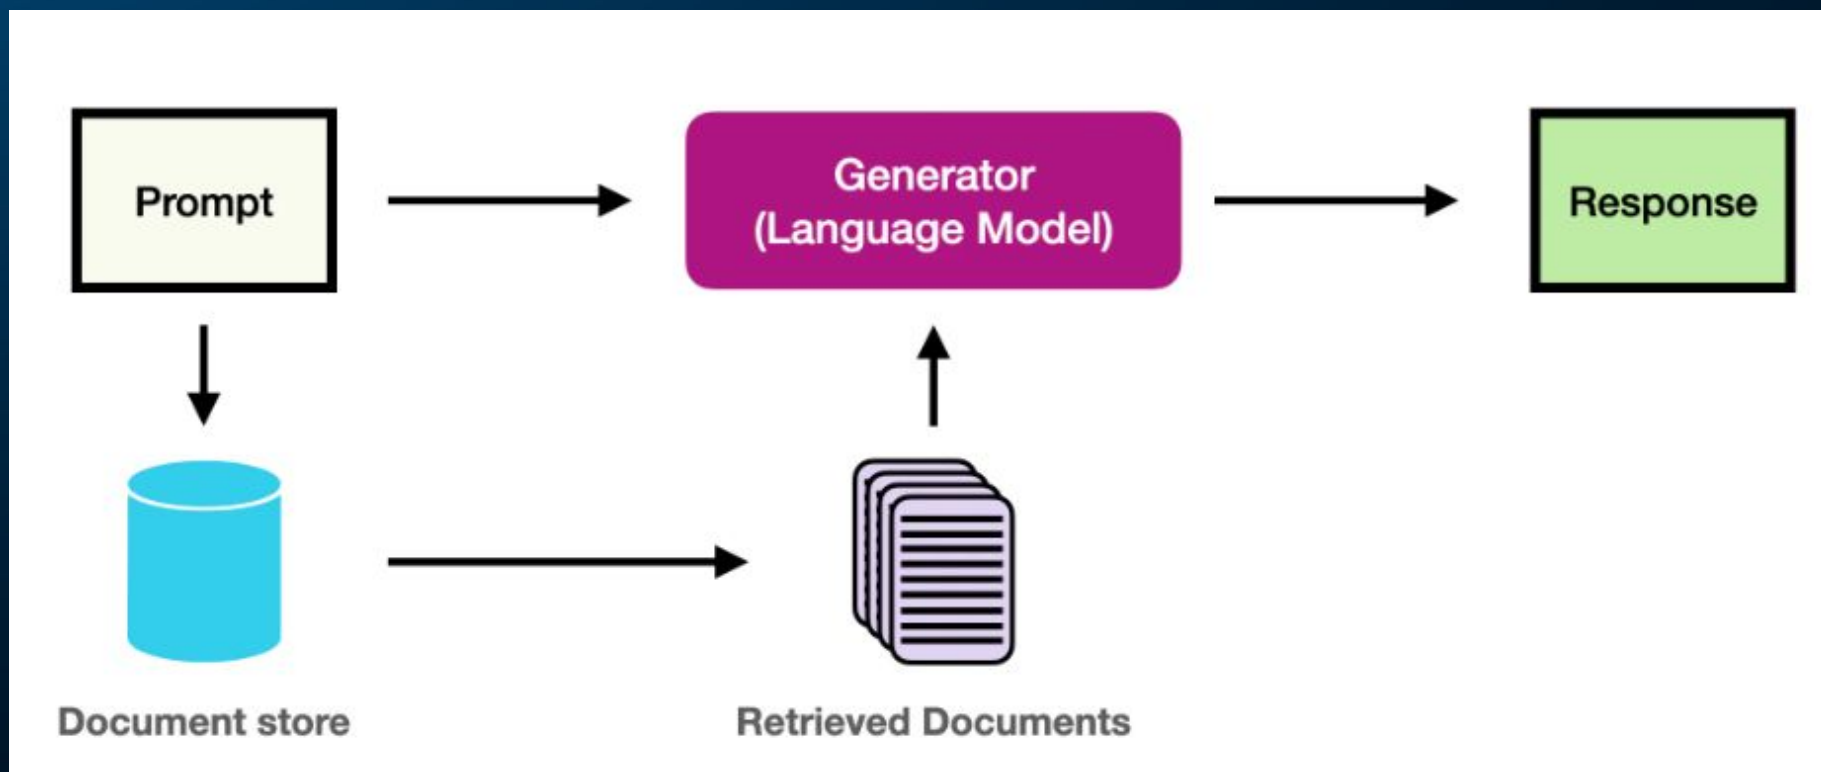 Prompt
Generator
(Language Model)
Response
Document store
Retrieved Documents